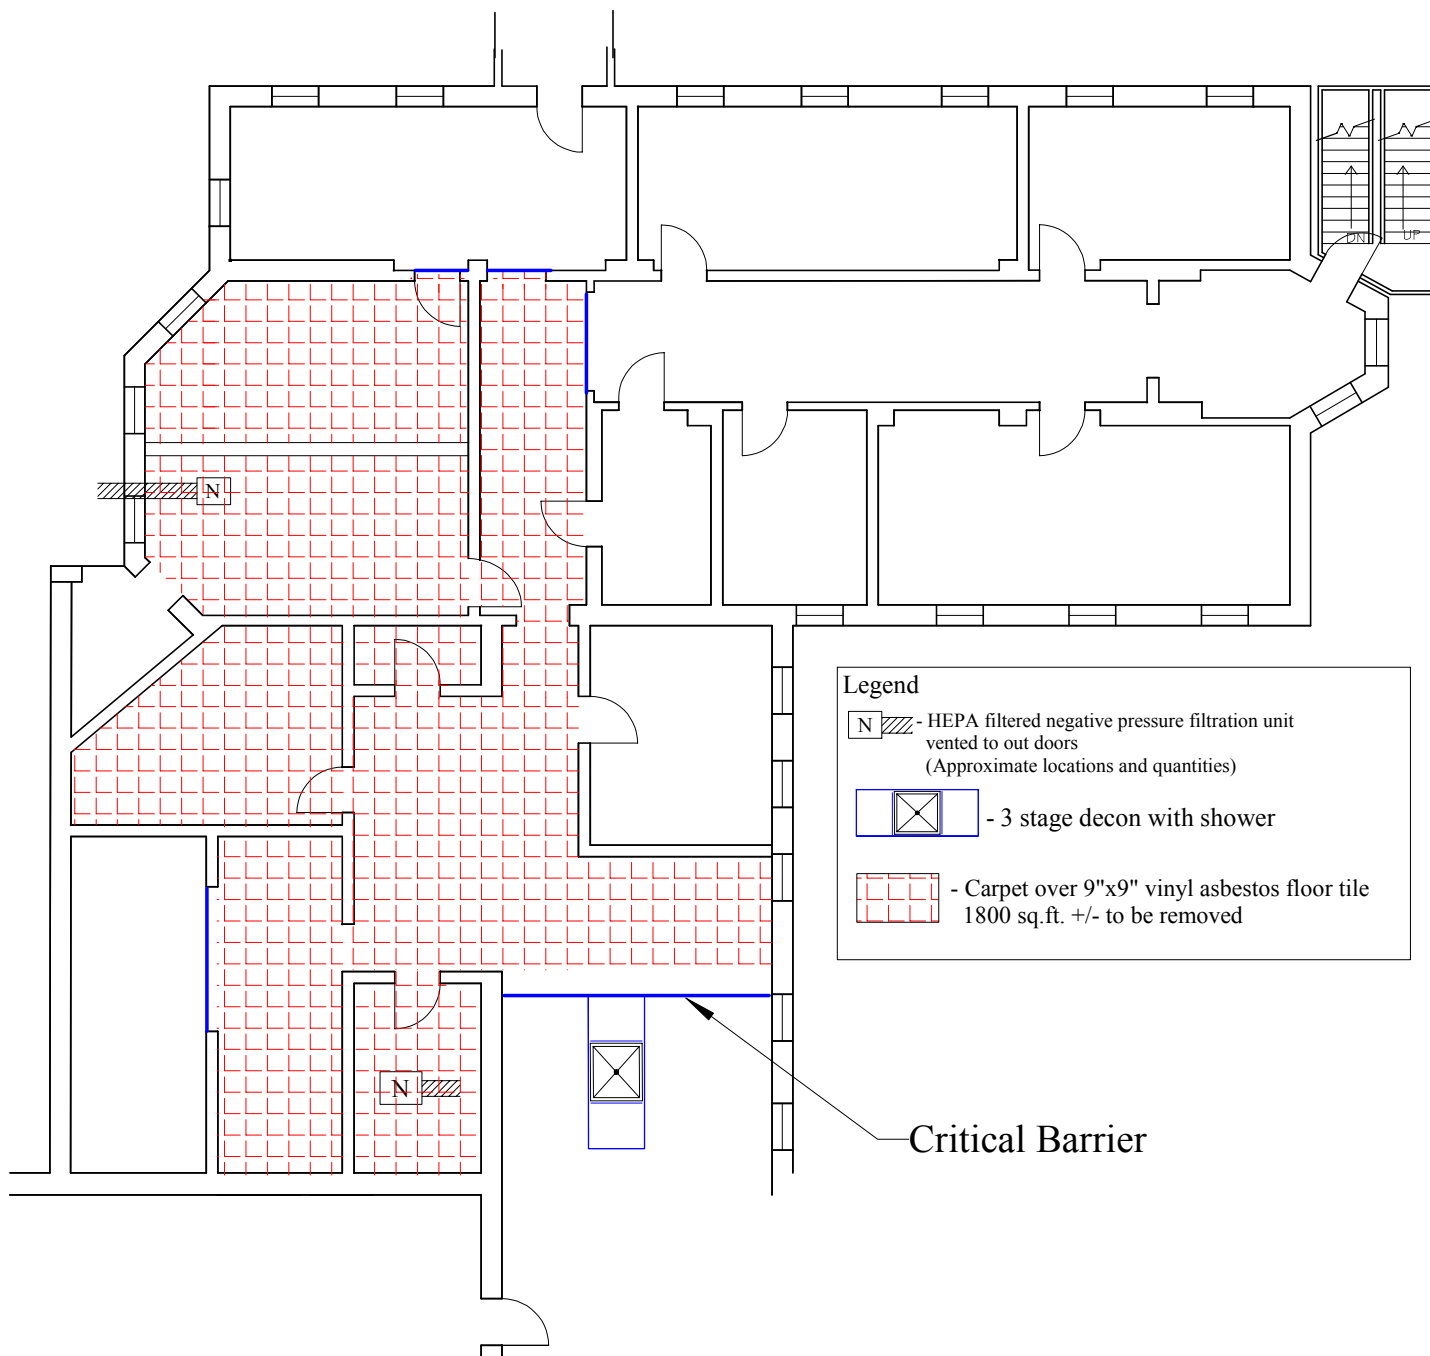 DN
UP
N
Legend
N
- HEPA filtered negative pressure filtration unit
vented to out doors
(Approximate locations and quantities)
- 3 stage decon with shower
- Carpet over 9"x9" vinyl asbestos floor tile
1800 sq.ft. +/- to be removed
N
Critical Barrier